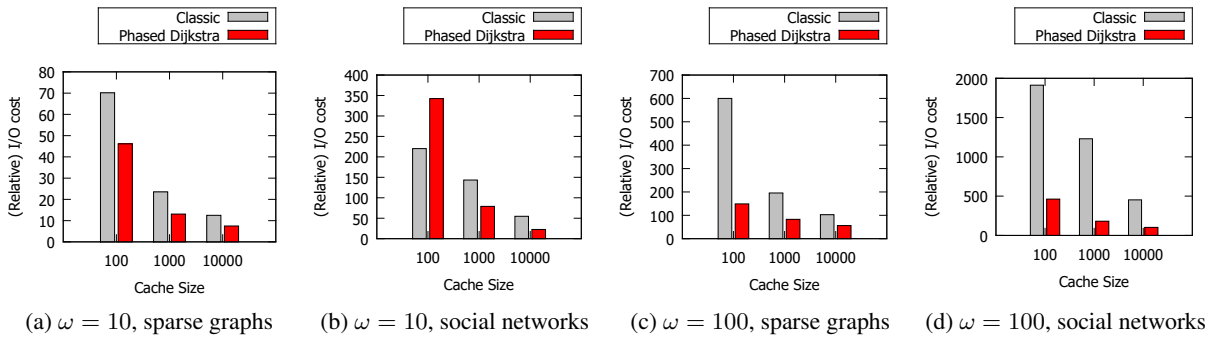 Classic
Phased Dijkstra
80
70
60
50
40
30
20
10
0
(Relative) I/O cost
100 1000 10000
Cache Size
(a) ω = 10, sparse graphs
Classic
Phased Dijkstra
400
350
300
250
200
150
100
50
0
(Relative) I/O cost
100 1000 10000
Cache Size
(b) ω = 10, social networks
Classic
Phased Dijkstra
700
600
500
400
300
200
100
0
(Relative) I/O cost
100 1000 10000
Cache Size
(c) ω = 100, sparse graphs
Classic
Phased Dijkstra
2000
1500
1000
500
0
(Relative) I/O cost
100 1000 10000
Cache Size
(d) ω = 100, social networks